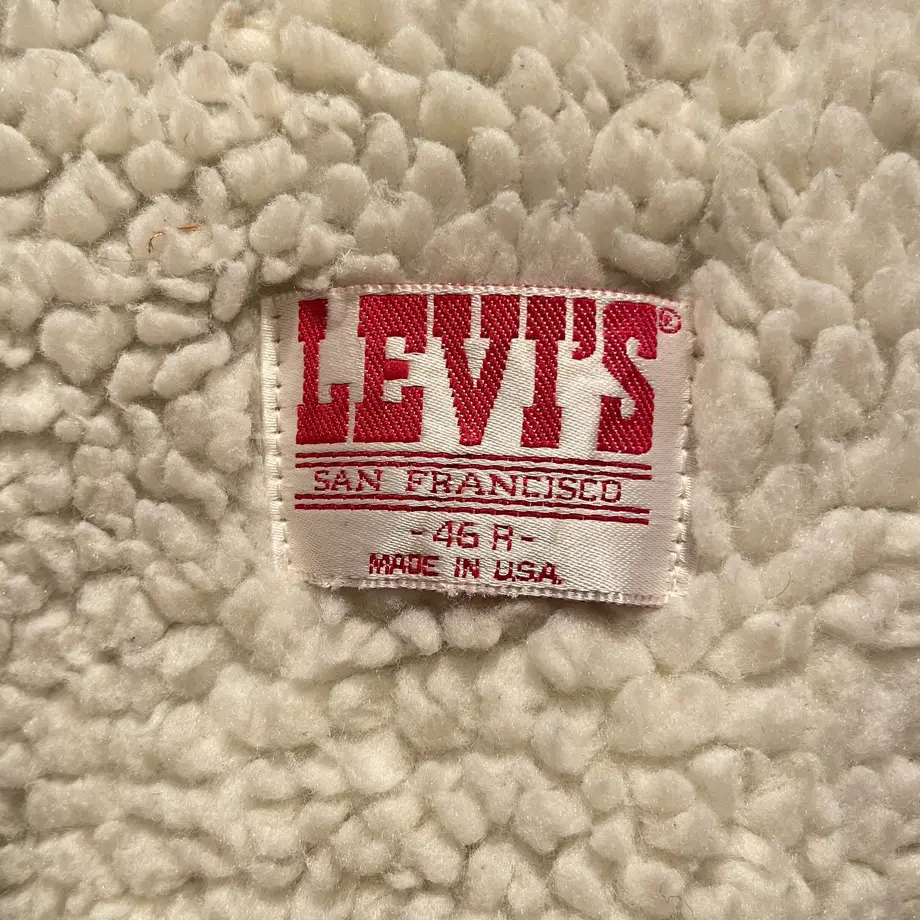 LEVI'S®
SAN FRANCISCO
- 46 R -
MADE IN U.S.A.